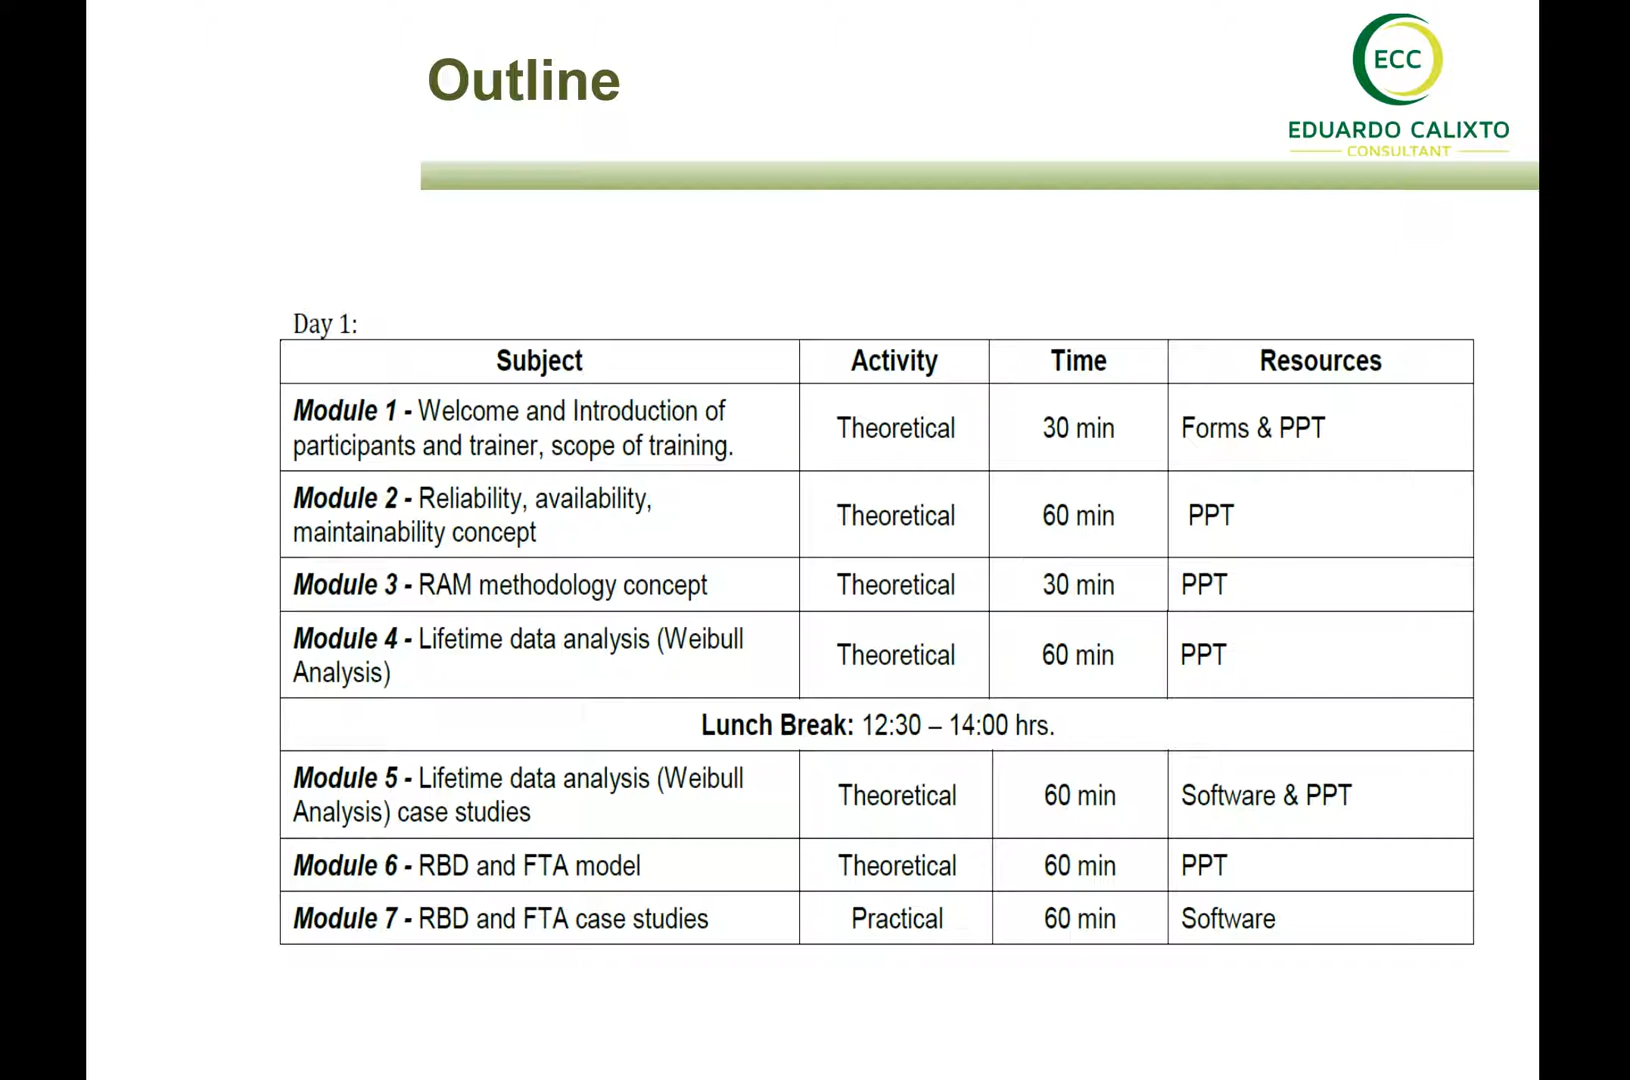 Outline
ECC
EDUARDO CALIXTO
CONSULTANT
Day 1:
Subject Activity Time Resources
Module 1 - Welcome and Introduction of
participants and trainer, scope of training.
Theoretical 30 min Forms & PPT
Module 2 - Reliability, availability,
maintainability concept
Theoretical 60 min PPT
Module 3 - RAM methodology concept Theoretical 30 min PPT
Module 4 - Lifetime data analysis (Weibull
Analysis)
Theoretical 60 min PPT
Lunch Break: 12:30 – 14:00 hrs.
Module 5 - Lifetime data analysis (Weibull
Analysis) case studies
Theoretical 60 min Software & PPT
Module 6 - RBD and FTA model Theoretical 60 min PPT
Module 7 - RBD and FTA case studies Practical 60 min Software